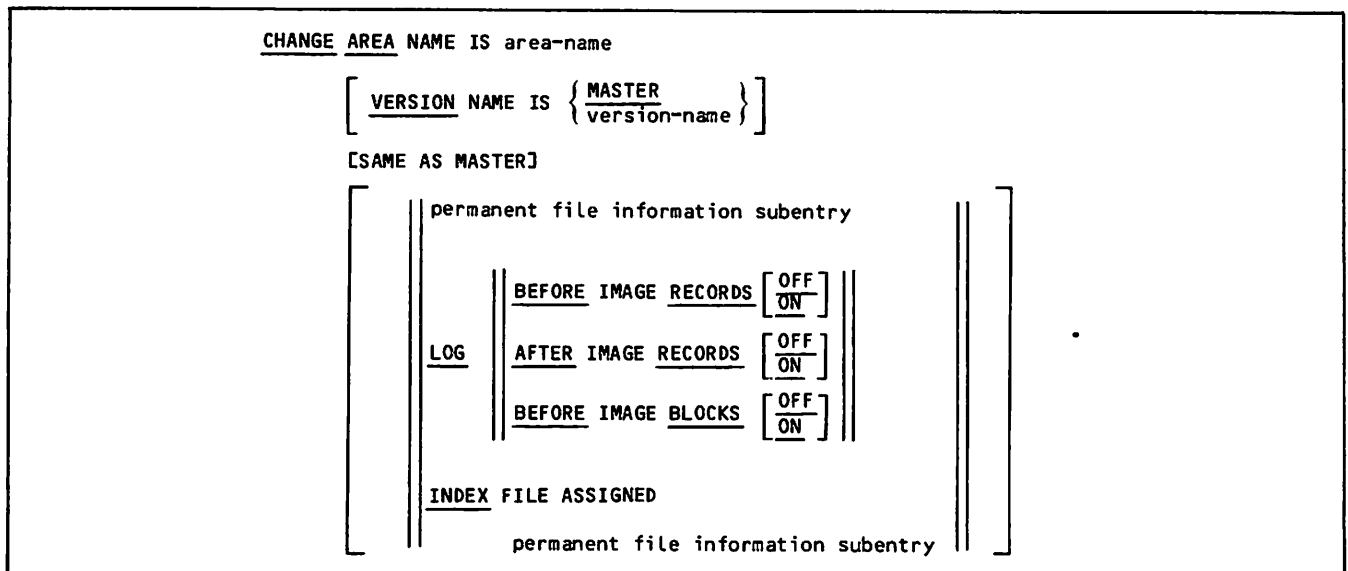 CHANGE AREA NAME IS area-name
[ VERSION NAME IS { MASTER
version-name } ]
[SAME AS MASTER]
permanent file information subentry
BEFORE IMAGE RECORDS [ OFF
ON ]
LOG AFTER IMAGE RECORDS [ OFF
ON ]
BEFORE IMAGE BLOCKS [ OFF
ON ]
INDEX FILE ASSIGNED
permanent file information subentry